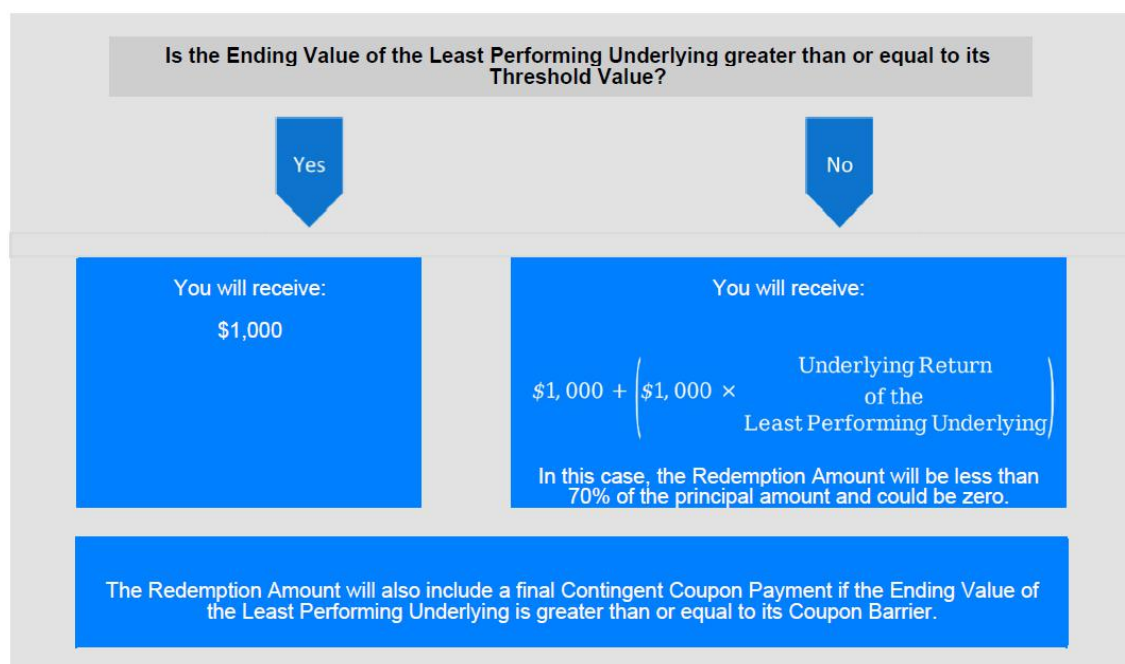 Is the Ending Value of the Least Performing Underlying greater than or equal to its
Threshold Value?
Yes
No
You will receive:
$1,000
You will receive:
$1,000 + ($1,000 × Underlying Return
of the
Least Performing Underlying)
In this case, the Redemption Amount will be less than
70% of the principal amount and could be zero.
The Redemption Amount will also include a final Contingent Coupon Payment if the Ending Value of
the Least Performing Underlying is greater than or equal to its Coupon Barrier.